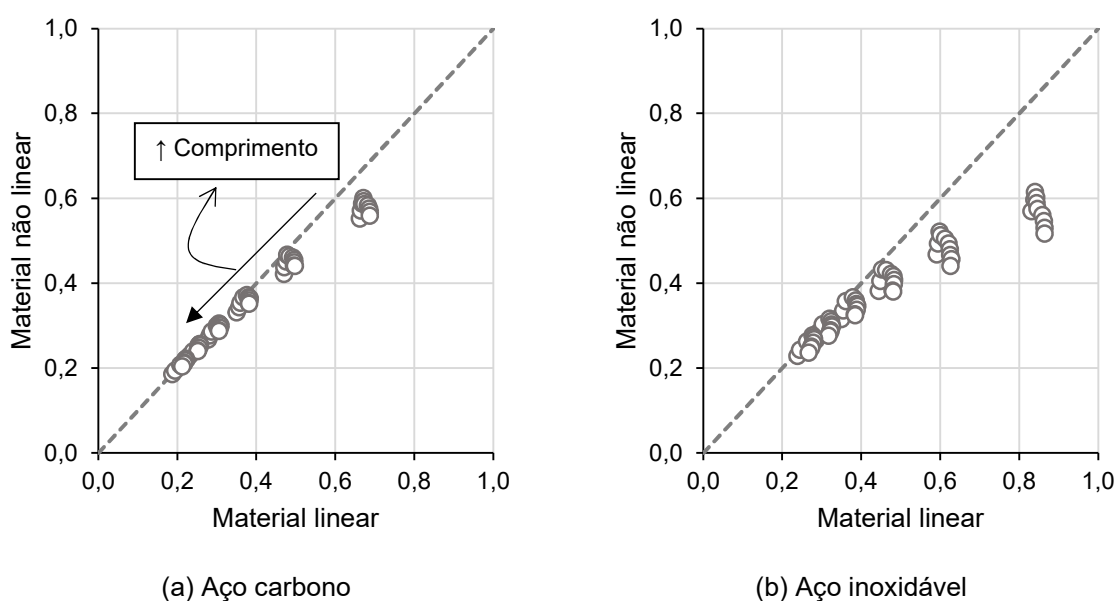 1,0
0,8
0,6
0,4
0,2
0,0
Material não linear
↑ Comprimento
0,0 0,2 0,4 0,6 0,8 1,0
Material linear
(a) Aço carbono
1,0
0,8
0,6
0,4
0,2
0,0
Material não linear
0,0 0,2 0,4 0,6 0,8 1,0
Material linear
(b) Aço inoxidável